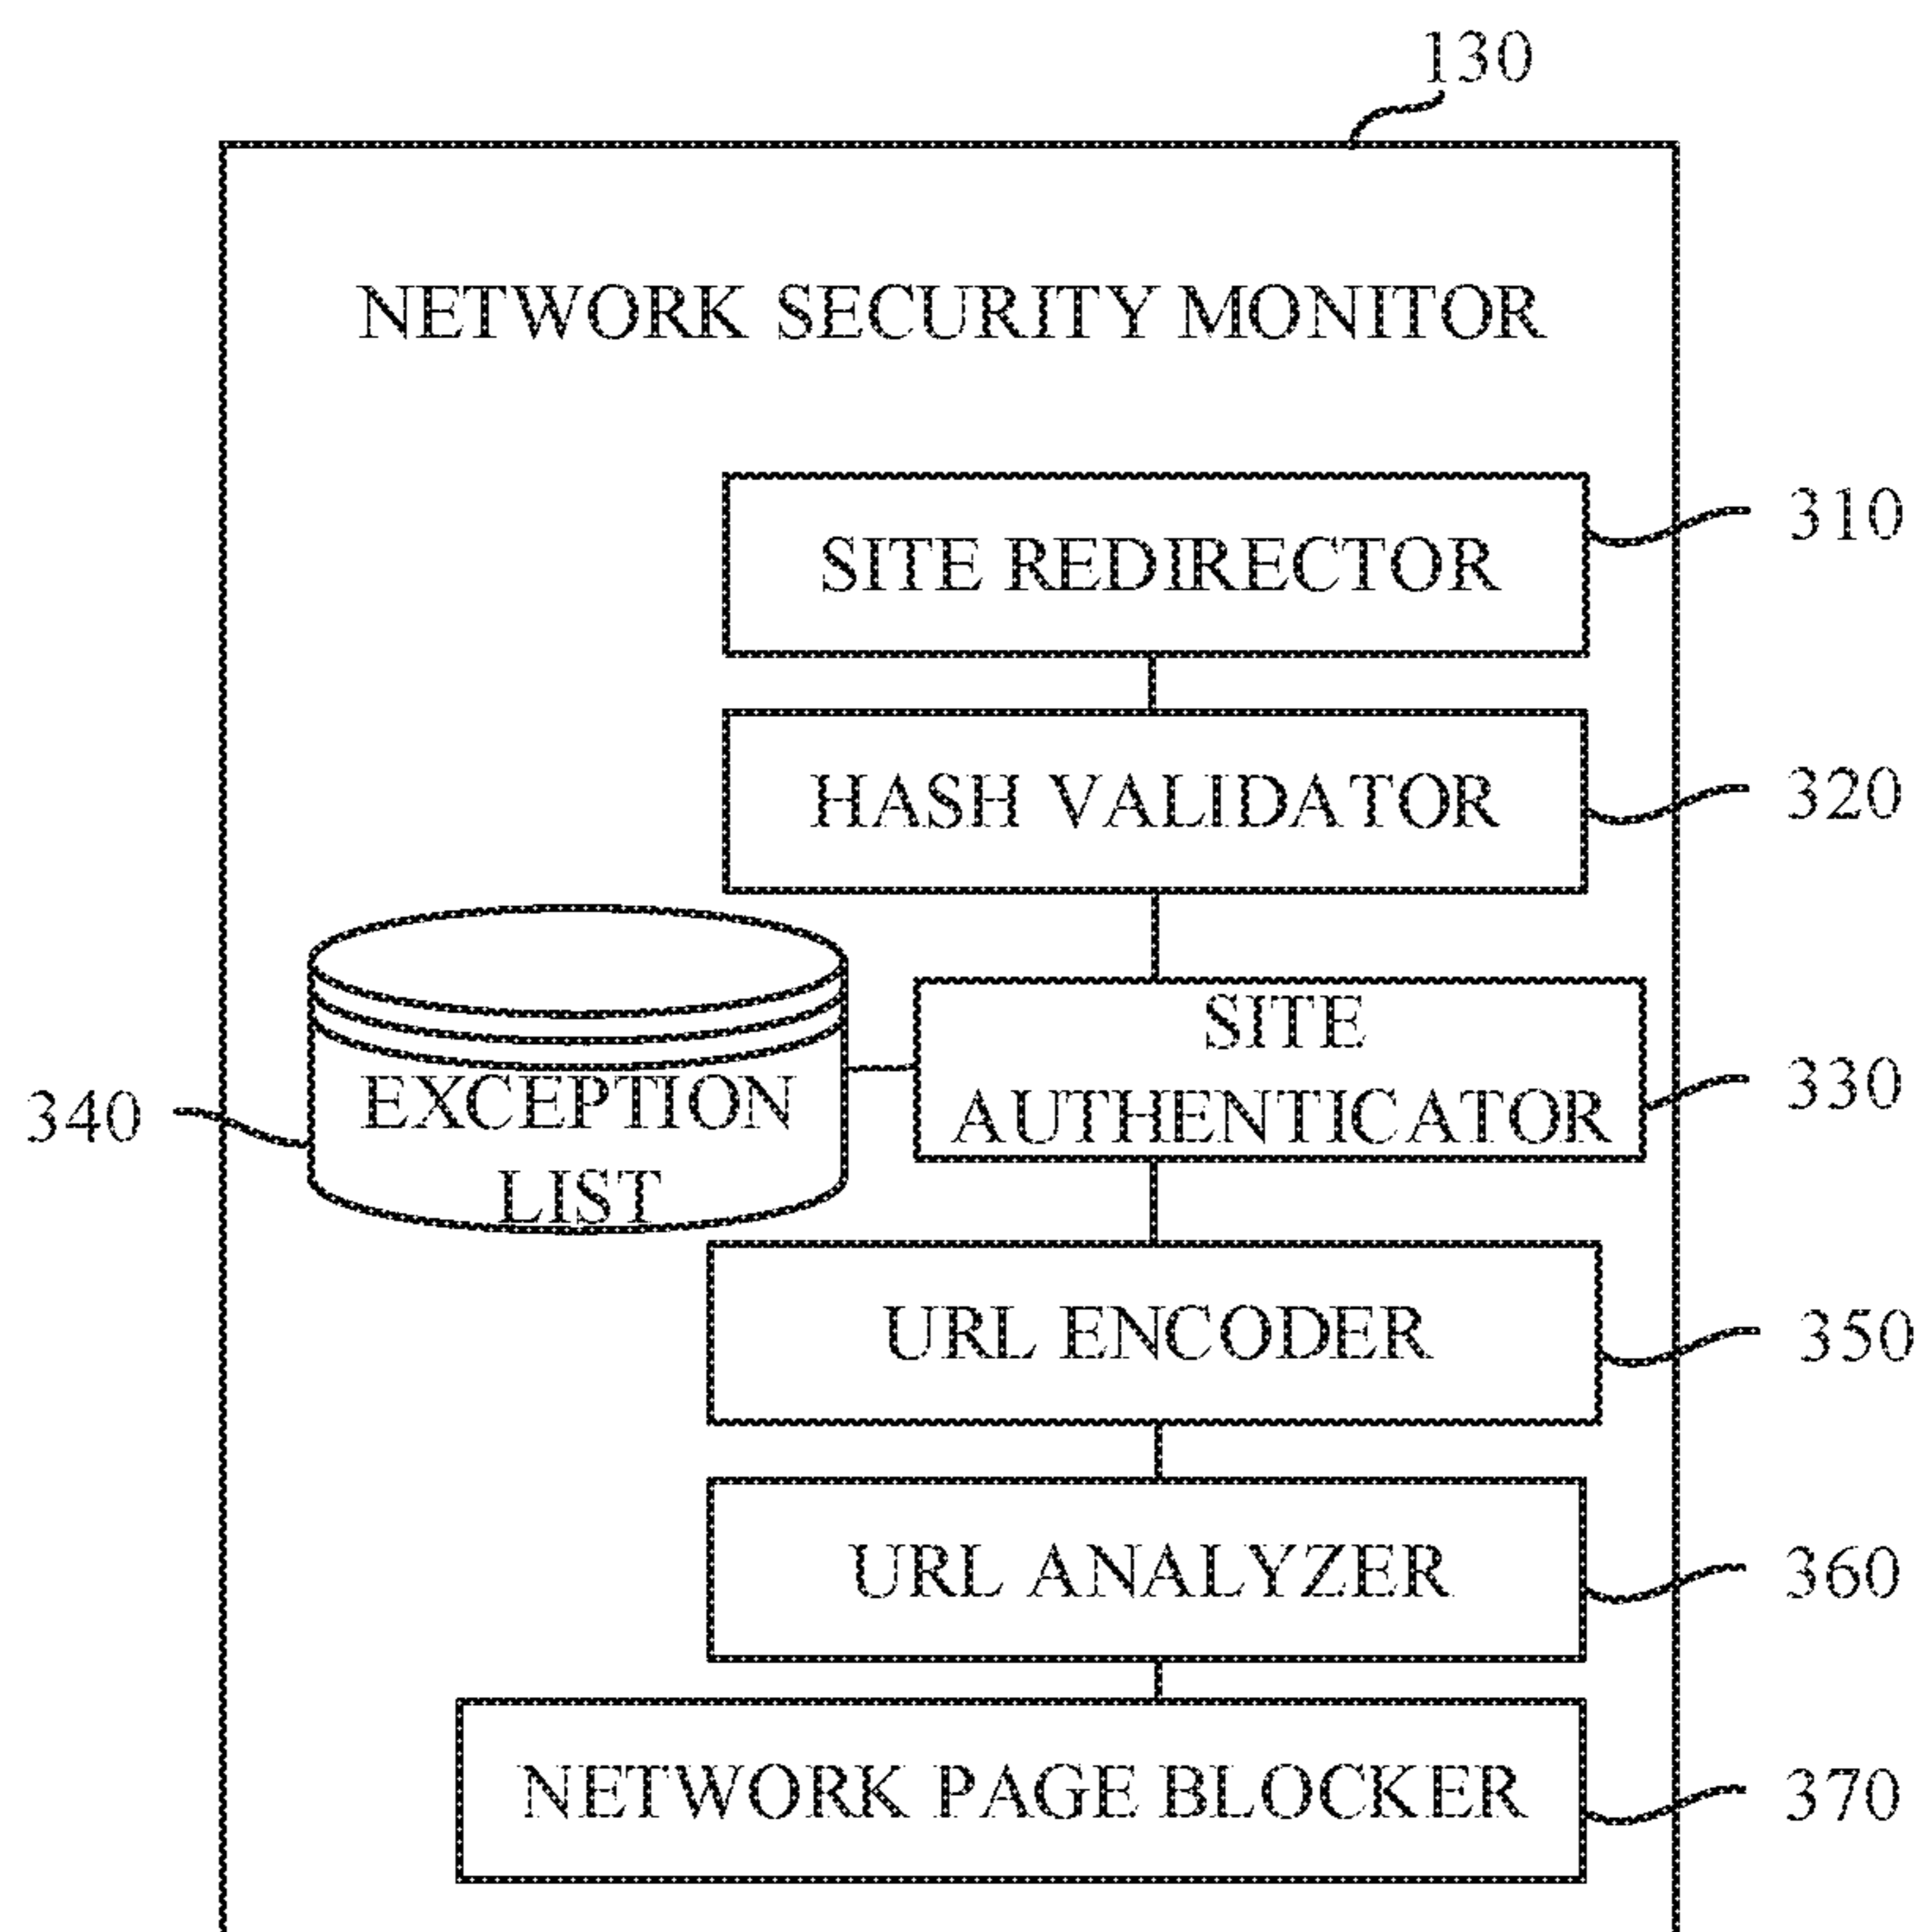 130
NETWORK SECURITY MONITOR
SITE REDIRECTOR
310
HASH VALIDATOR
320
SITE
AUTHENTICATOR
330
EXCEPTION
LIST
340
URL ENCODER
350
URL ANALYZER
360
NETWORK PAGE BLOCKER
370